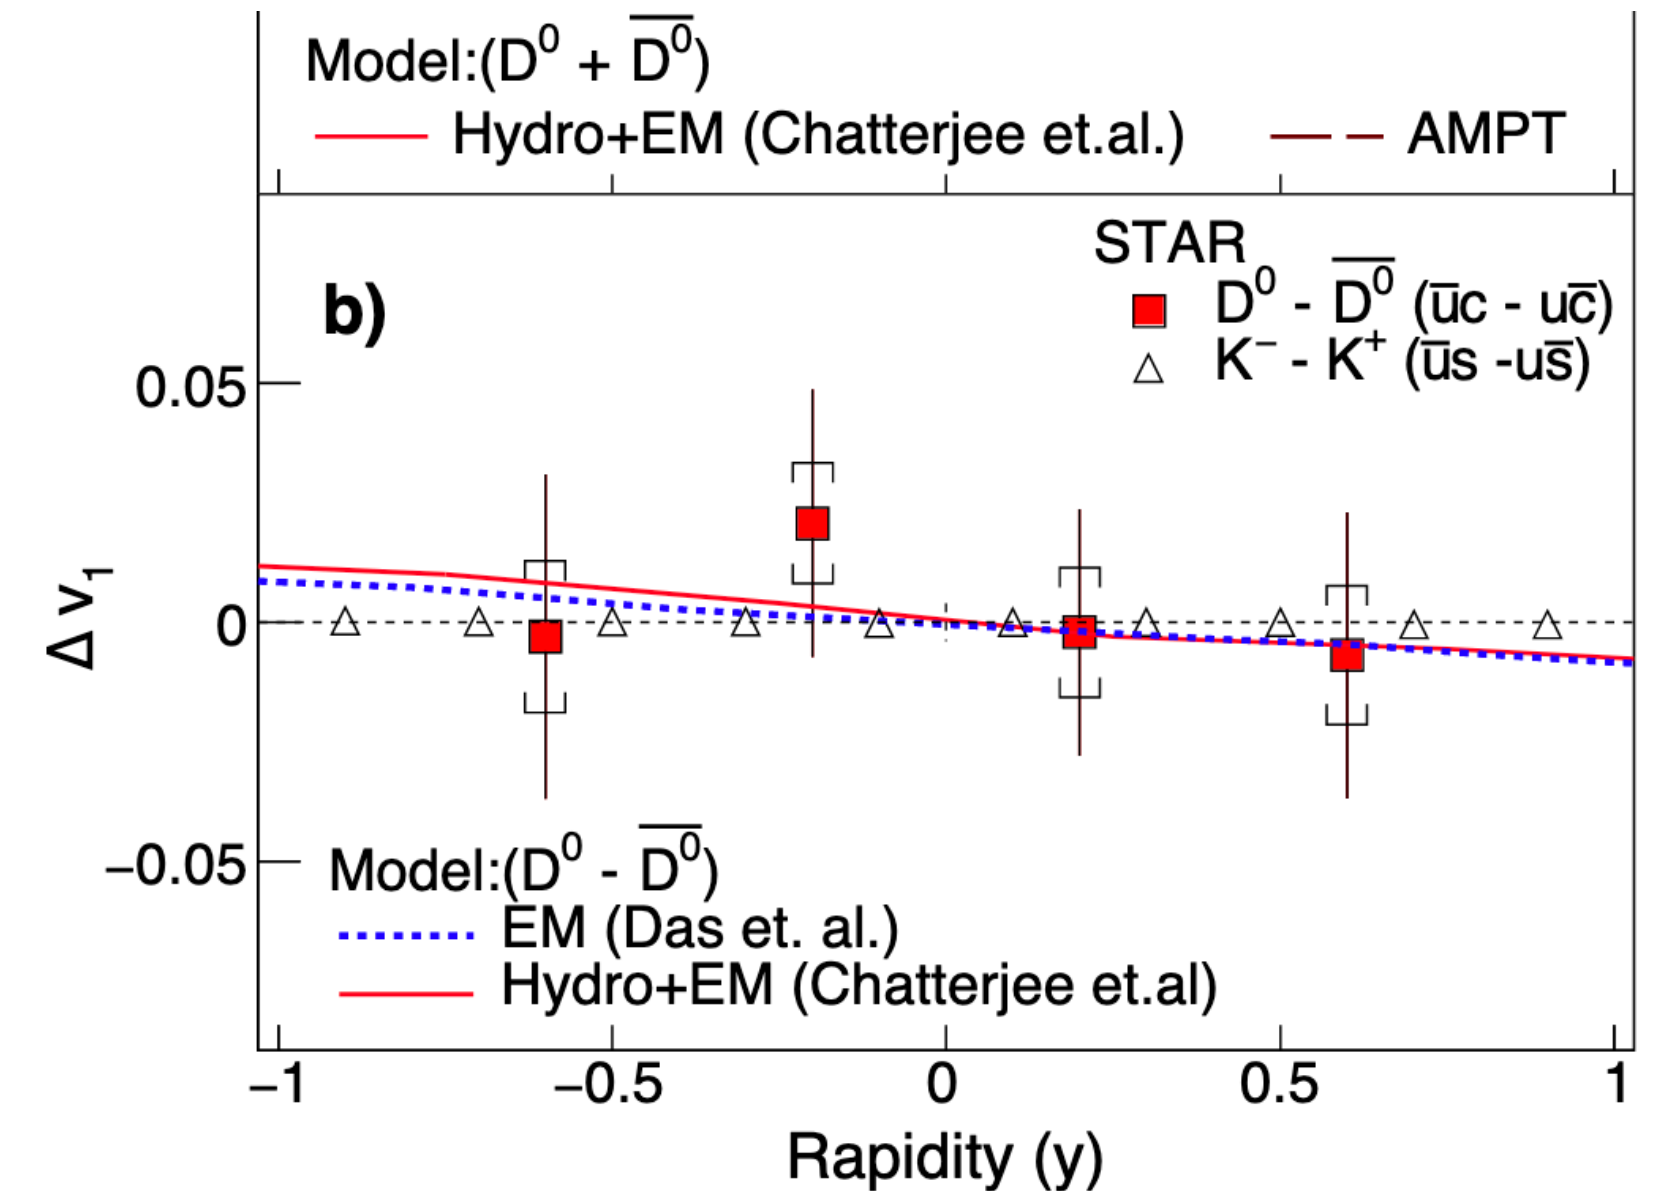 Model:(D⁰ + D̅⁰)
Hydro+EM (Chatterjee et.al.) AMPT
STAR
b)
D⁰ - D̅⁰ (u̅c - uc̅)
K⁻ - K⁺ (u̅s -us̅)
0.05
0
−0.05
Δ v₁
Model:(D⁰ - D̅⁰)
EM (Das et. al.)
Hydro+EM (Chatterjee et.al)
−1 −0.5 0 0.5 1
Rapidity (y)